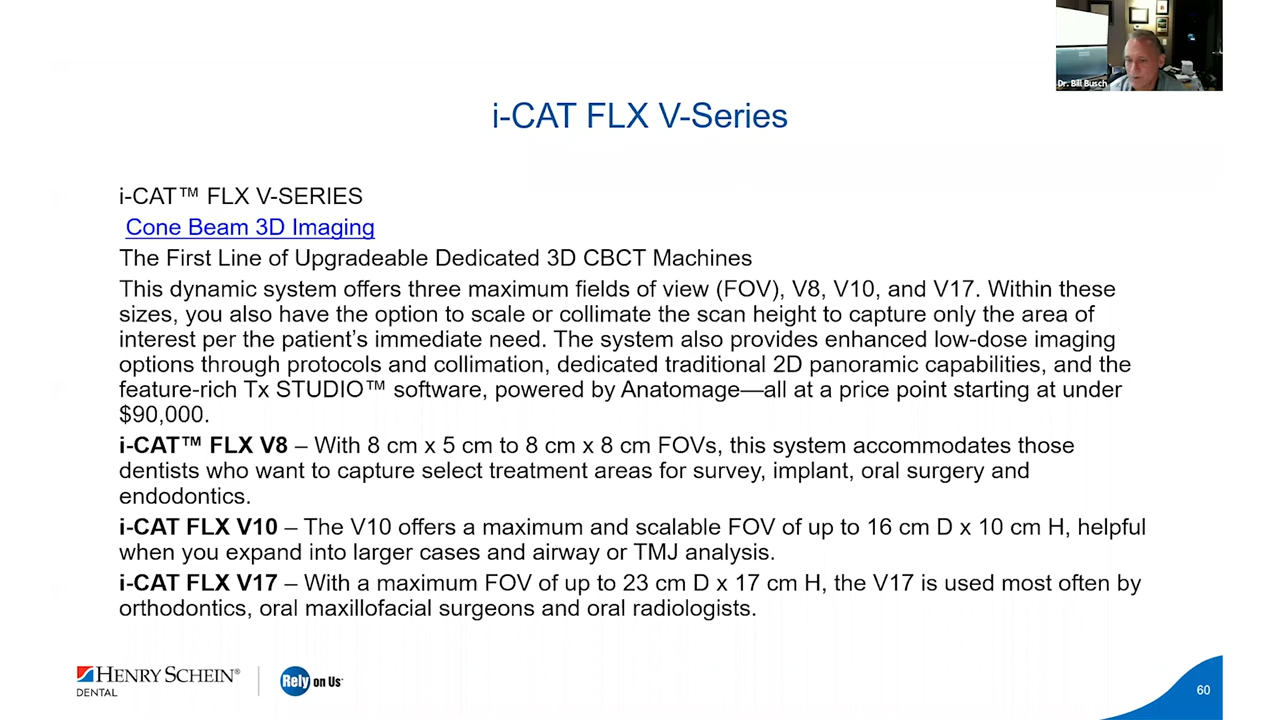 Dr. Bill Busch
i-CAT FLX V-Series
i-CAT™ FLX V-SERIES
Cone Beam 3D Imaging
The First Line of Upgradeable Dedicated 3D CBCT Machines
This dynamic system offers three maximum fields of view (FOV), V8, V10, and V17. Within these
sizes, you also have the option to scale or collimate the scan height to capture only the area of
interest per the patient's immediate need. The system also provides enhanced low-dose imaging
options through protocols and collimation, dedicated traditional 2D panoramic capabilities, and the
feature-rich Tx STUDIO™ software, powered by Anatomage—all at a price point starting at under
$90,000.
i-CAT™ FLX V8 – With 8 cm x 5 cm to 8 cm x 8 cm FOVs, this system accommodates those
dentists who want to capture select treatment areas for survey, implant, oral surgery and
endodontics.
i-CAT FLX V10 – The V10 offers a maximum and scalable FOV of up to 16 cm D x 10 cm H, helpful
when you expand into larger cases and airway or TMJ analysis.
i-CAT FLX V17 – With a maximum FOV of up to 23 cm D x 17 cm H, the V17 is used most often by
orthodontics, oral maxillofacial surgeons and oral radiologists.
HENRY SCHEIN®
DENTAL
Rely on Us™
60